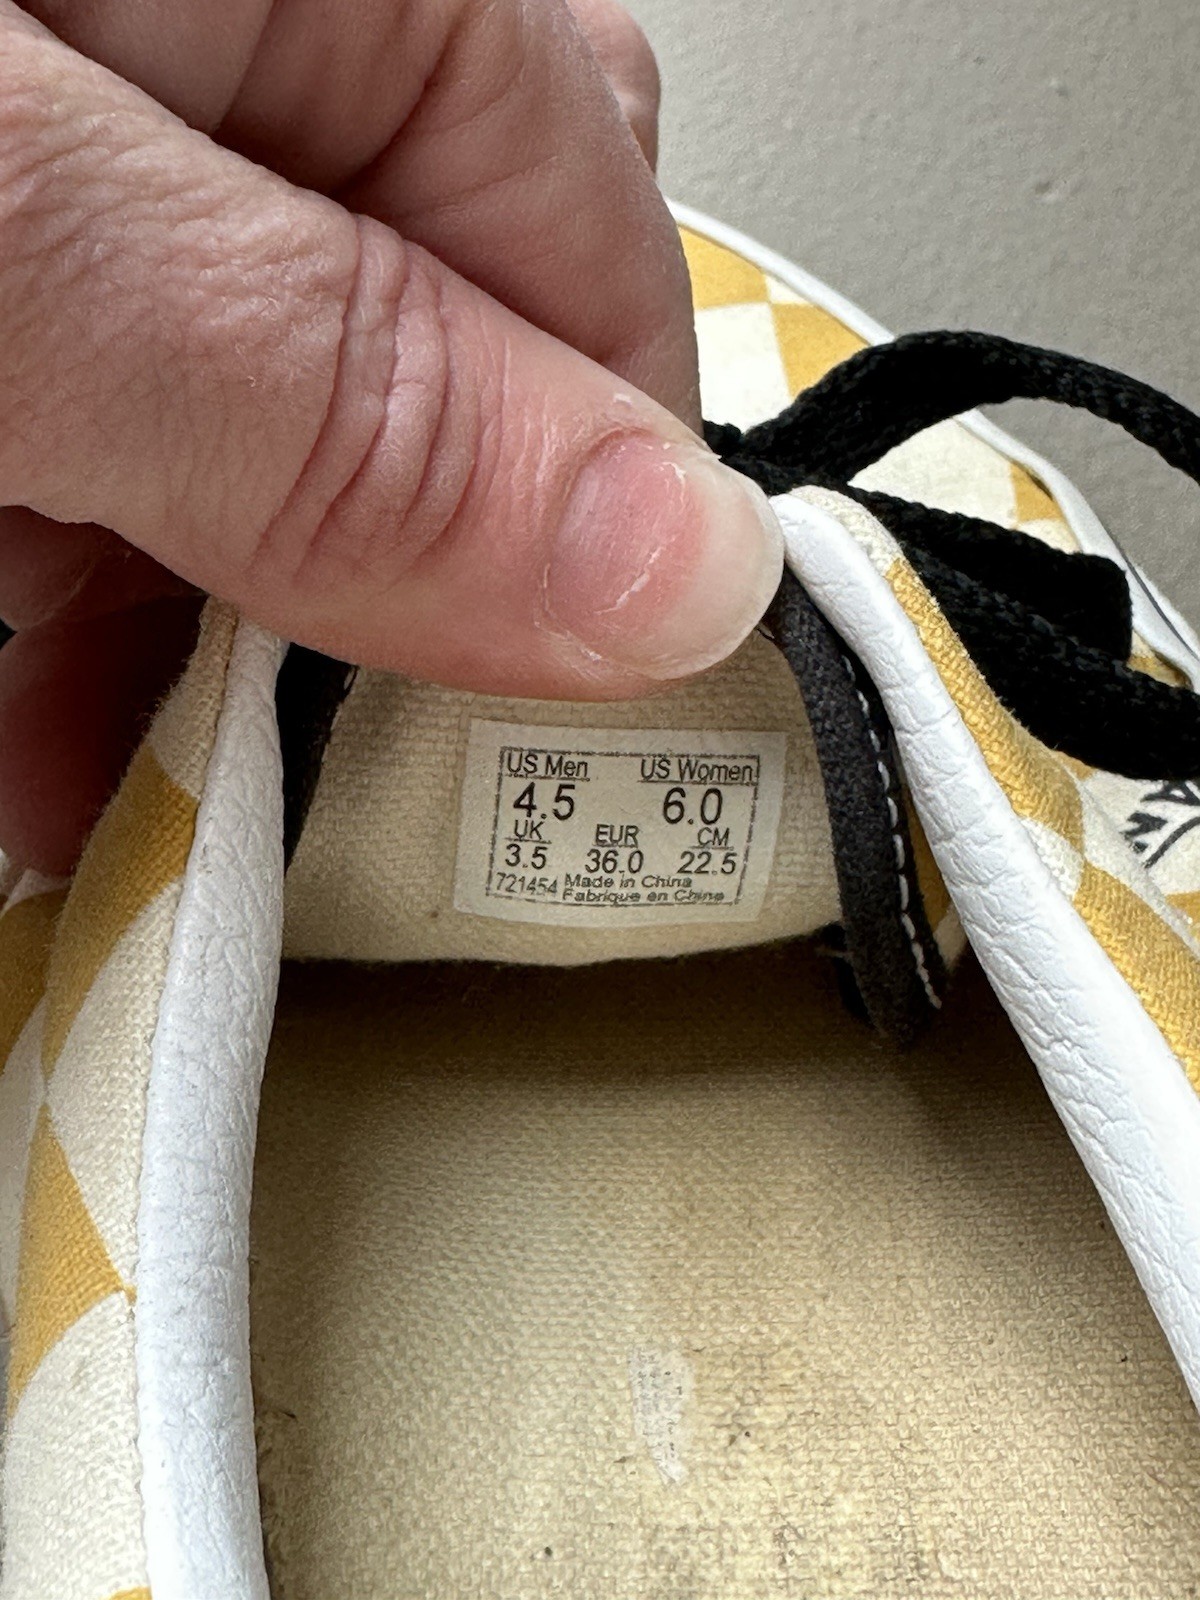 US Men US Women
4.5 6.0
UK EUR CM
3.5 36.0 22.5
721454 Made in China
Fabrique en Chine